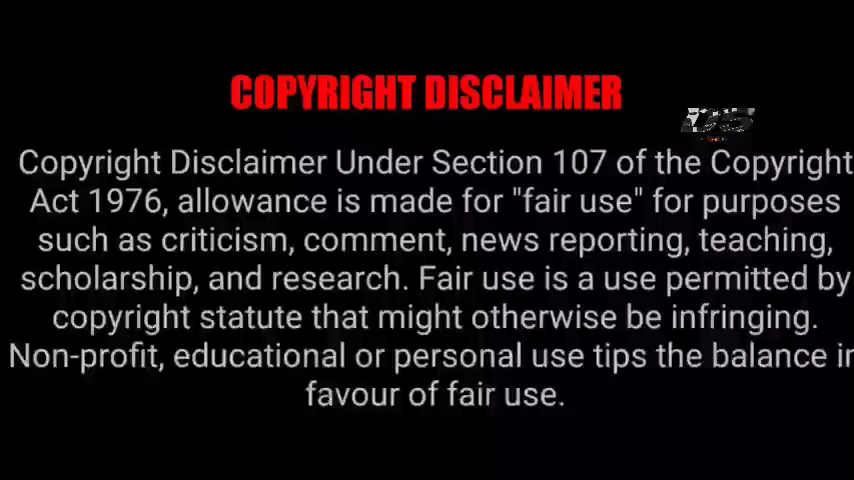 COPYRIGHT DISCLAIMER
Copyright Disclaimer Under Section 107 of the Copyright
Act 1976, allowance is made for "fair use" for purposes
such as criticism, comment, news reporting, teaching,
scholarship, and research. Fair use is a use permitted by
copyright statute that might otherwise be infringing.
Non-profit, educational or personal use tips the balance in
favour of fair use.